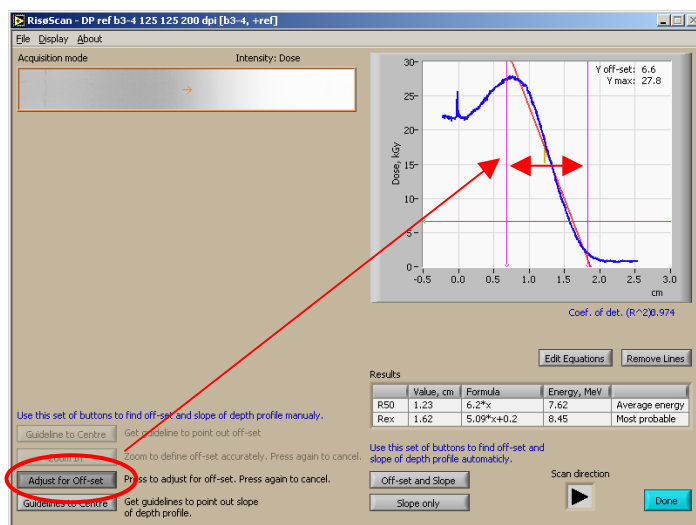 RisøScan - DP ref b3-4 125 125 200 dpi [b3-4, +ref]
File Display About
Acquisition mode Intensity: Dose
Y off-set: 6.6
Y max: 27.8
30-
25-
20-
15-
10-
5-
0-
Dose, kGy
-0.5 0.0 0.5 1.0 1.5 2.0 2.5 3.0
cm
Coef. of det. (R^2)0.974
Edit Equations Remove Lines
Results
Value, cm Formula Energy, MeV
R50 1.23 6.2*x 7.62 Average energy
Rex 1.62 5.09*x+0.2 8.45 Most probable
Use this set of buttons to find off-set and slope of depth profile manualy.
Guideline to Centre Get guideline to point out off-set
Zoom In Zoom to define off-set accurately. Press again to cancel.
Adjust for Off-set Press to adjust for off-set. Press again to cancel.
Guidelines to Centre Get guidelines to point out slope
of depth profile.
Use this set of buttons to find off-set and
slope of depth profile automaticly.
Off-set and Slope
Slope only
Scan direction
Done